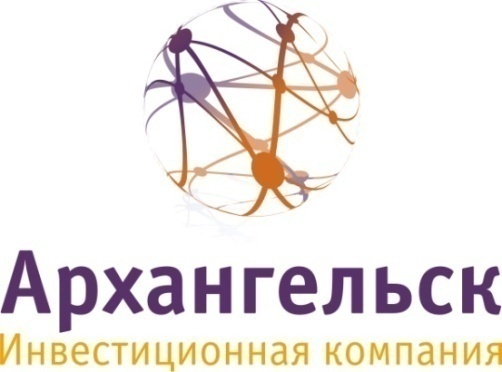 Архангельск
Инвестиционная компания